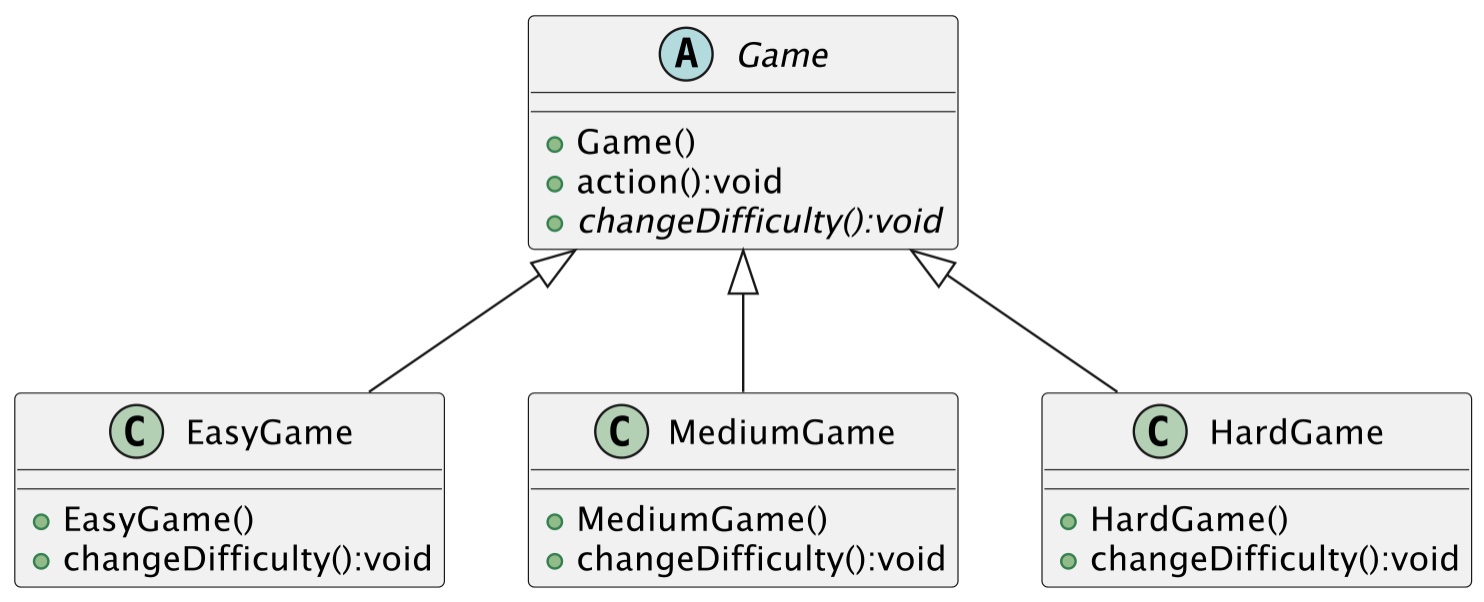 A Game
Game()
action():void
changeDifficulty():void
C EasyGame
EasyGame()
changeDifficulty():void
C MediumGame
MediumGame()
changeDifficulty():void
C HardGame
HardGame()
changeDifficulty():void